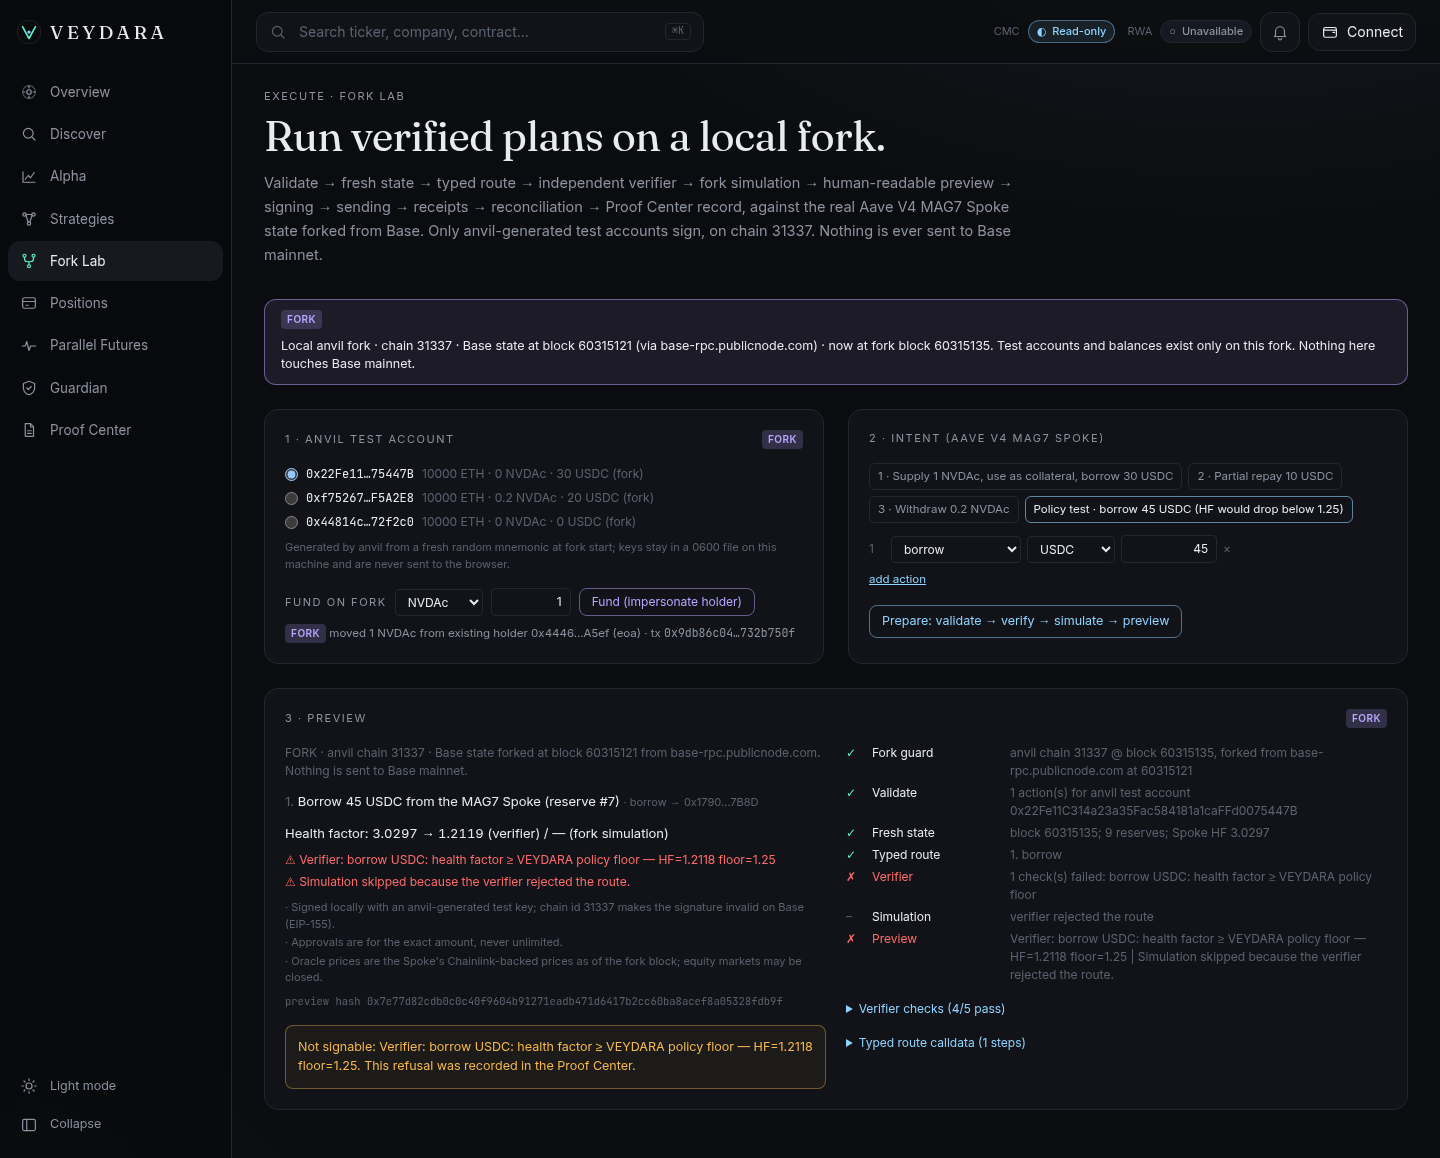 VEYDARA
Search ticker, company, contract...
⌘K
CMC
Read-only
RWA
Unavailable
Connect
Overview
Discover
Alpha
Strategies
Fork Lab
Positions
Parallel Futures
Guardian
Proof Center
Light mode
Collapse
EXECUTE · FORK LAB
Run verified plans on a local fork.
Validate → fresh state → typed route → independent verifier → fork simulation → human-readable preview →
signing → sending → receipts → reconciliation → Proof Center record, against the real Aave V4 MAG7 Spoke
state forked from Base. Only anvil-generated test accounts sign, on chain 31337. Nothing is ever sent to Base
mainnet.
FORK
Local anvil fork · chain 31337 · Base state at block 60315121 (via base-rpc.publicnode.com) · now at fork block 60315135. Test accounts and balances exist only on this fork. Nothing here
touches Base mainnet.
1 · ANVIL TEST ACCOUNT
FORK
0x22Fe11…75447B 10000 ETH · 0 NVDAc · 30 USDC (fork)
0xf75267…F5A2E8 10000 ETH · 0.2 NVDAc · 20 USDC (fork)
0x44814c…72f2c0 10000 ETH · 0 NVDAc · 0 USDC (fork)
Generated by anvil from a fresh random mnemonic at fork start; keys stay in a 0600 file on this
machine and are never sent to the browser.
FUND ON FORK NVDAc 1 Fund (impersonate holder)
FORK moved 1 NVDAc from existing holder 0x4446…A5ef (eoa) · tx 0x9db86c04…732b750f
2 · INTENT (AAVE V4 MAG7 SPOKE)
1 · Supply 1 NVDAc, use as collateral, borrow 30 USDC
2 · Partial repay 10 USDC
3 · Withdraw 0.2 NVDAc
Policy test · borrow 45 USDC (HF would drop below 1.25)
1 borrow USDC 45 ×
add action
Prepare: validate → verify → simulate → preview
3 · PREVIEW
FORK
FORK · anvil chain 31337 · Base state forked at block 60315121 from base-rpc.publicnode.com.
Nothing is sent to Base mainnet.
1. Borrow 45 USDC from the MAG7 Spoke (reserve #7) · borrow → 0x1790…7B8D
Health factor: 3.0297 → 1.2119 (verifier) / — (fork simulation)
⚠ Verifier: borrow USDC: health factor ≥ VEYDARA policy floor — HF=1.2118 floor=1.25
⚠ Simulation skipped because the verifier rejected the route.
· Signed locally with an anvil-generated test key; chain id 31337 makes the signature invalid on Base
(EIP-155).
· Approvals are for the exact amount, never unlimited.
· Oracle prices are the Spoke's Chainlink-backed prices as of the fork block; equity markets may be
closed.
preview hash 0x7e77d82cdb0c0c40f9604b91271eadb471d6417b2cc60ba8acef8a05328fdb9f
Not signable: Verifier: borrow USDC: health factor ≥ VEYDARA policy floor — HF=1.2118
floor=1.25. This refusal was recorded in the Proof Center.
✓ Fork guard anvil chain 31337 @ block 60315135, forked from base-
rpc.publicnode.com at 60315121
✓ Validate 1 action(s) for anvil test account
0x22Fe11C314a23a35Fac584181a1caFFd0075447B
✓ Fresh state block 60315135; 9 reserves; Spoke HF 3.0297
✓ Typed route 1. borrow
✗ Verifier 1 check(s) failed: borrow USDC: health factor ≥ VEYDARA policy
floor
– Simulation verifier rejected the route
✗ Preview Verifier: borrow USDC: health factor ≥ VEYDARA policy floor —
HF=1.2118 floor=1.25 | Simulation skipped because the verifier
rejected the route.
▶ Verifier checks (4/5 pass)
▶ Typed route calldata (1 steps)